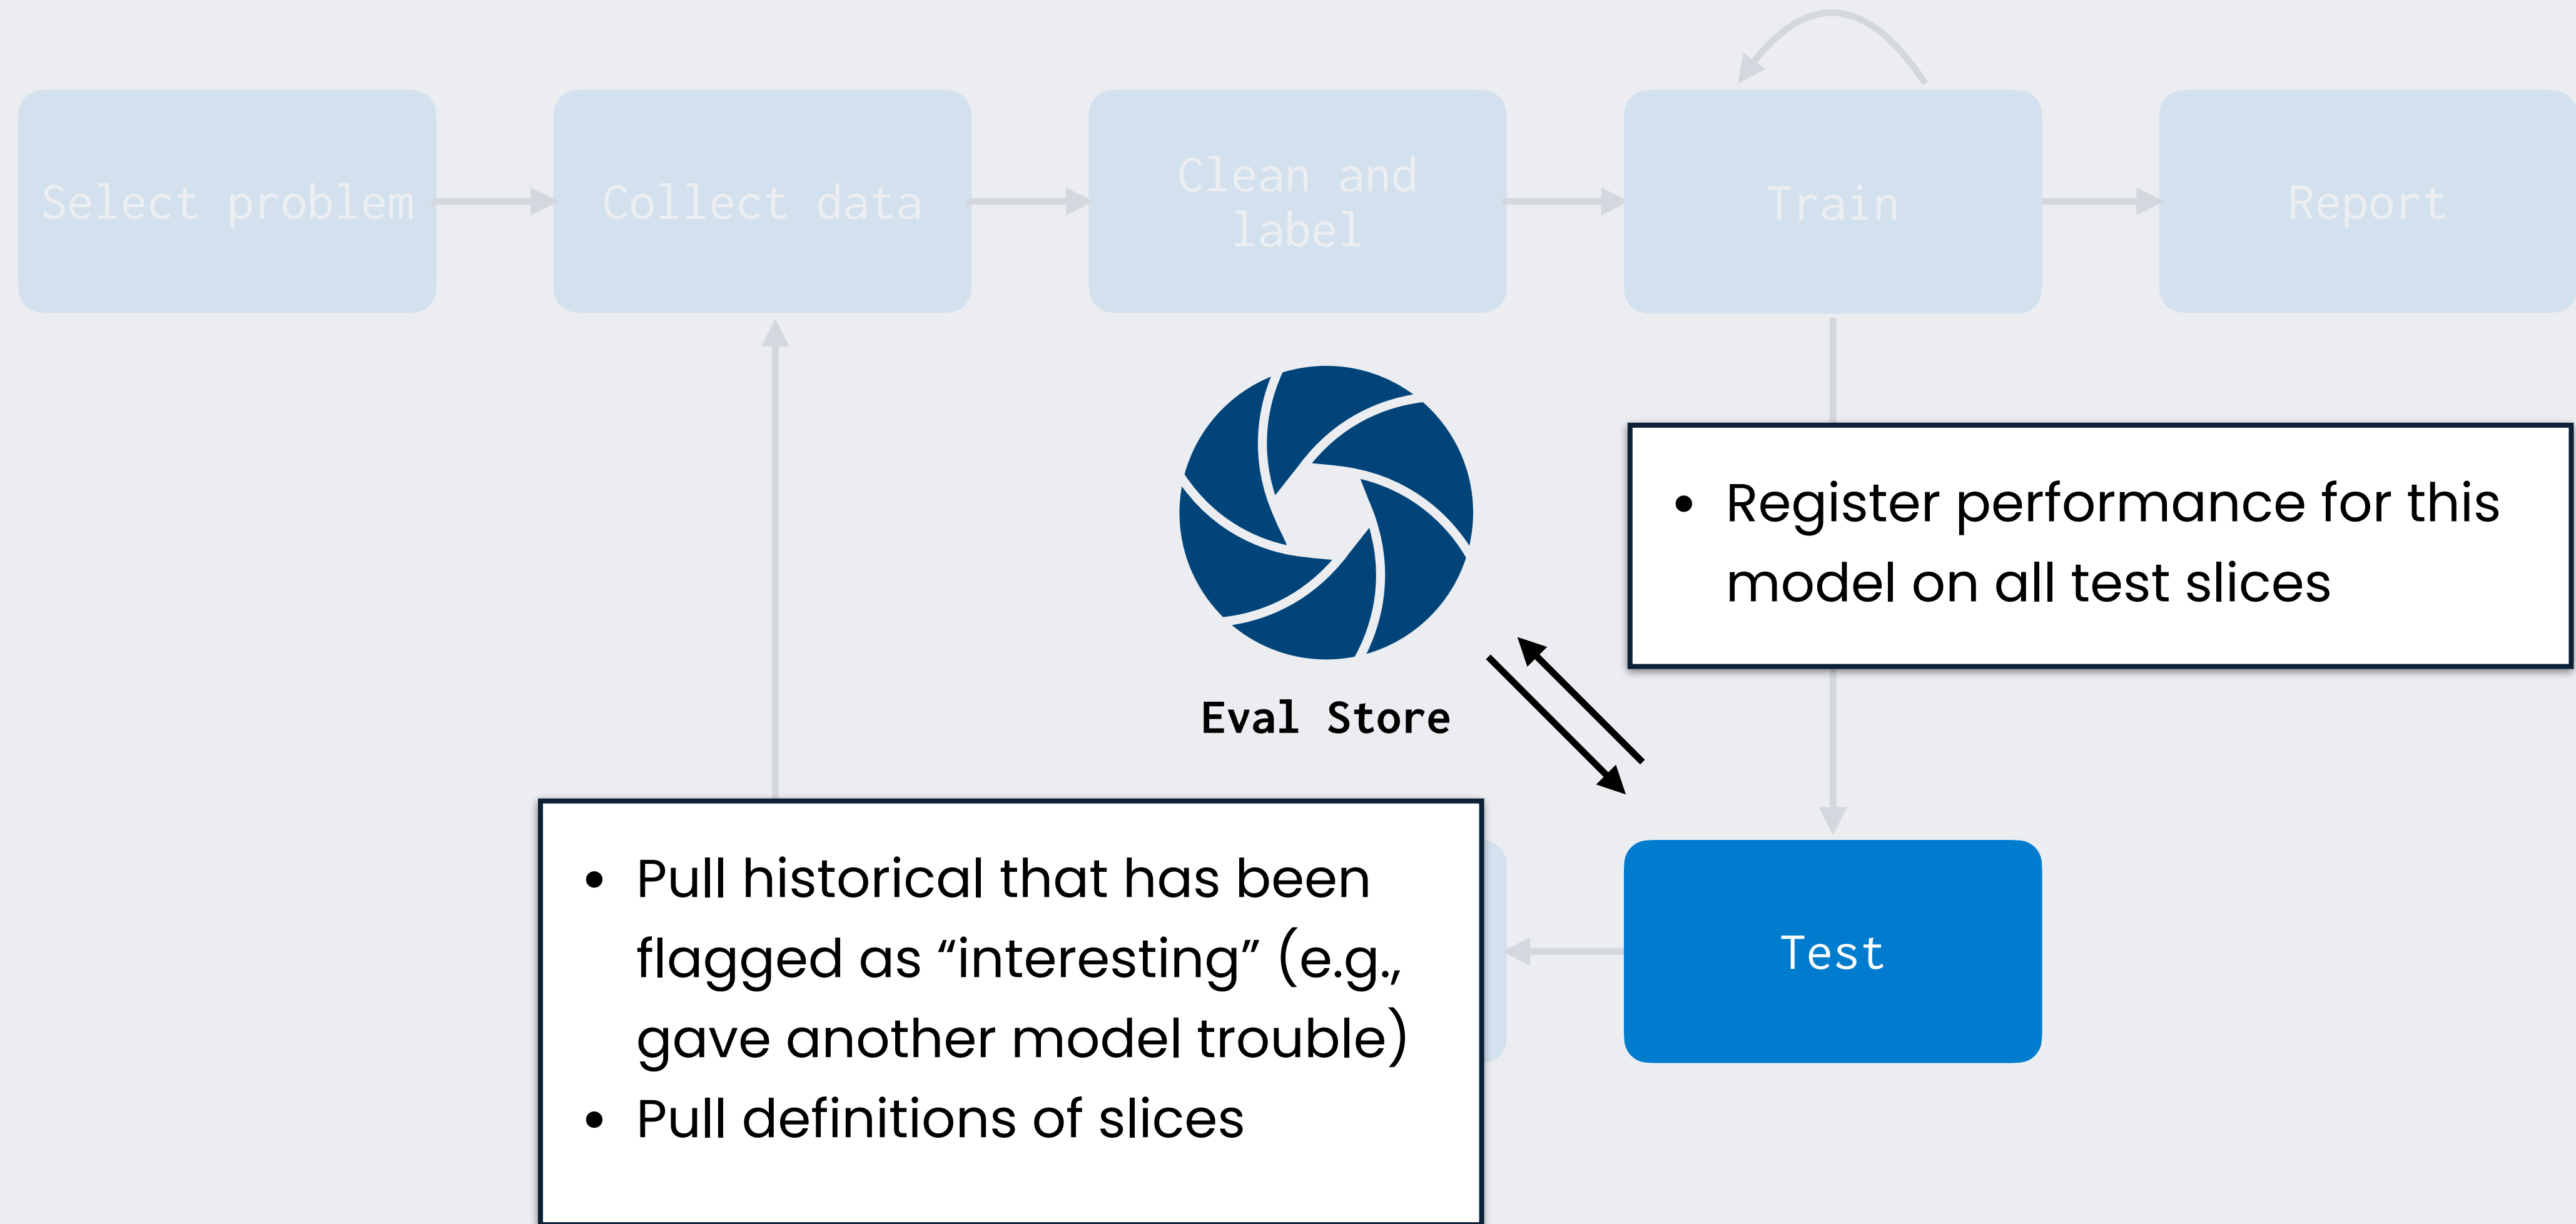 Select problem
Collect data
Clean and
label
Train
Report
• Register performance for this
model on all test slices
Eval Store
• Pull historical that has been
flagged as “interesting” (e.g.,
gave another model trouble)
• Pull definitions of slices
Test